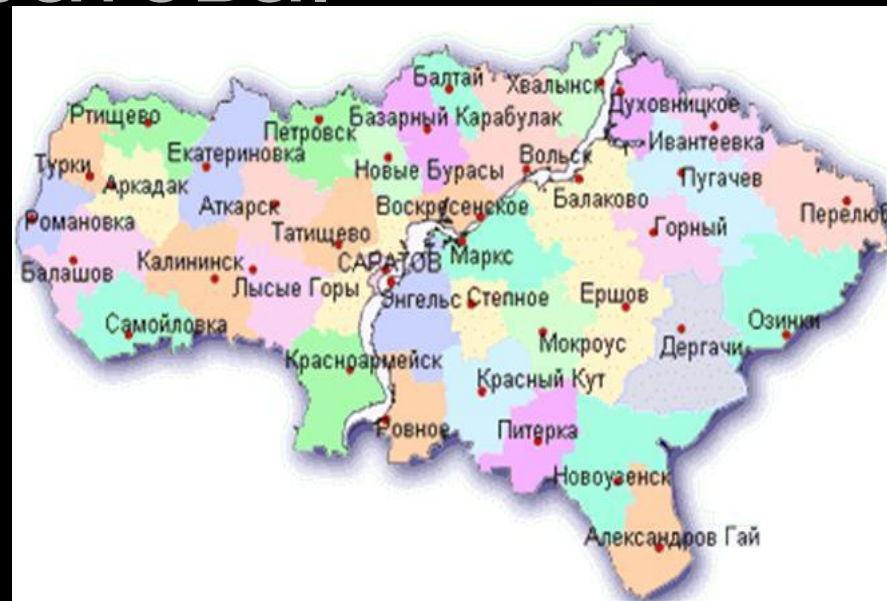 Балтай
Хвалынск
Ртищево
Петровск
Базарный Карабулак
Духовницкое
Ивантеевка
Екатериновка
Новые Бурасы
Вольск
Турки
Аркадак
Балаково
Пугачев
Романовка
Аткарск
Воскресенское
Перелюб
Татищево
Горный
Балашов
Калининск
САРАТОВ
Маркс
Лысые Горы
Энгельс
Степное
Ершов
Самойловка
Озинки
Мокроус
Дергачи
Красноармейск
Красный Кут
Ровное
Питерка
Новоузенск
Александров Гай